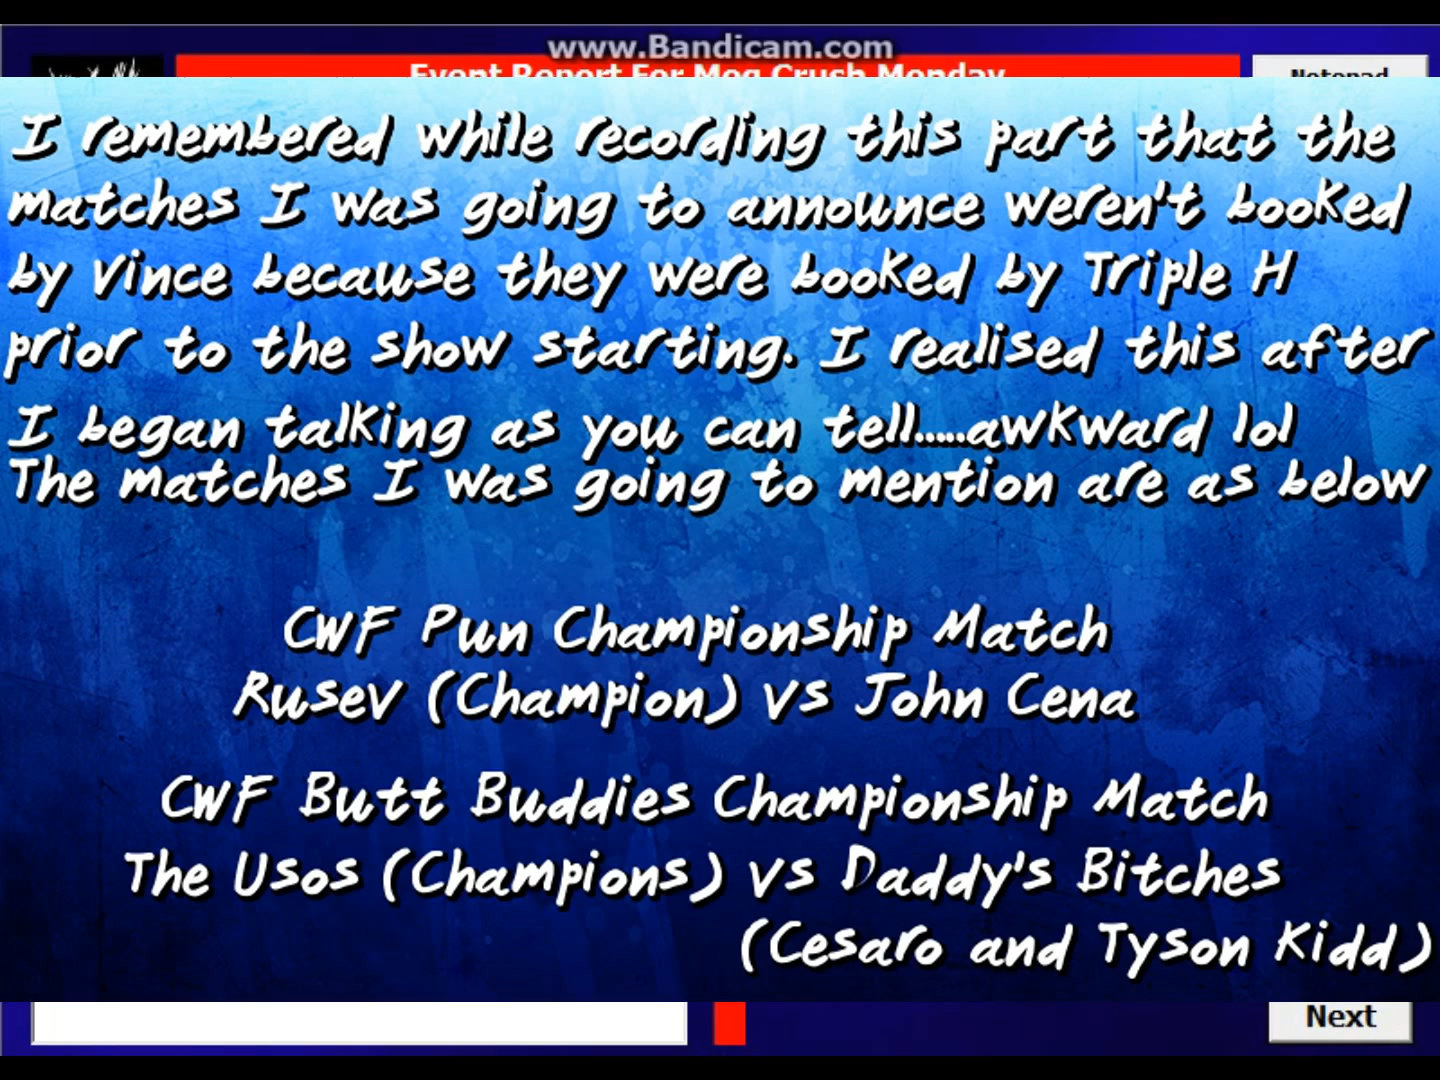 www.Bandicam.com
Event Report For Mog Crush Monday
Notepad
I remembered while recording this part that the
matches I was going to announce weren't booked
by Vince because they were booked by Triple H
prior to the show starting. I realised this after
I began talking as you can tell.....awkward lol
The matches I was going to mention are as below
CWF Pun Championship Match
Rusev (Champion) vs John Cena
CWF Butt Buddies Championship Match
The Usos (Champions) vs Daddy's Bitches
(Cesaro and Tyson Kidd)
Next